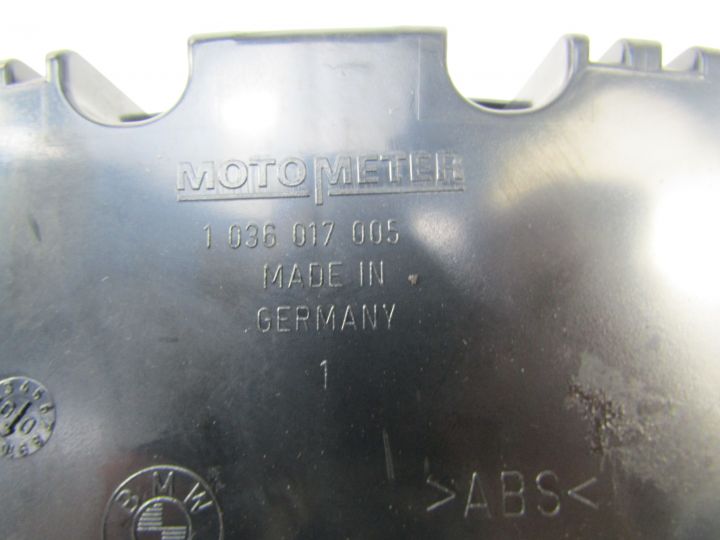 MOTOMETER
1 036 017 005
MADE IN
GERMANY
1
BMW
>ABS<